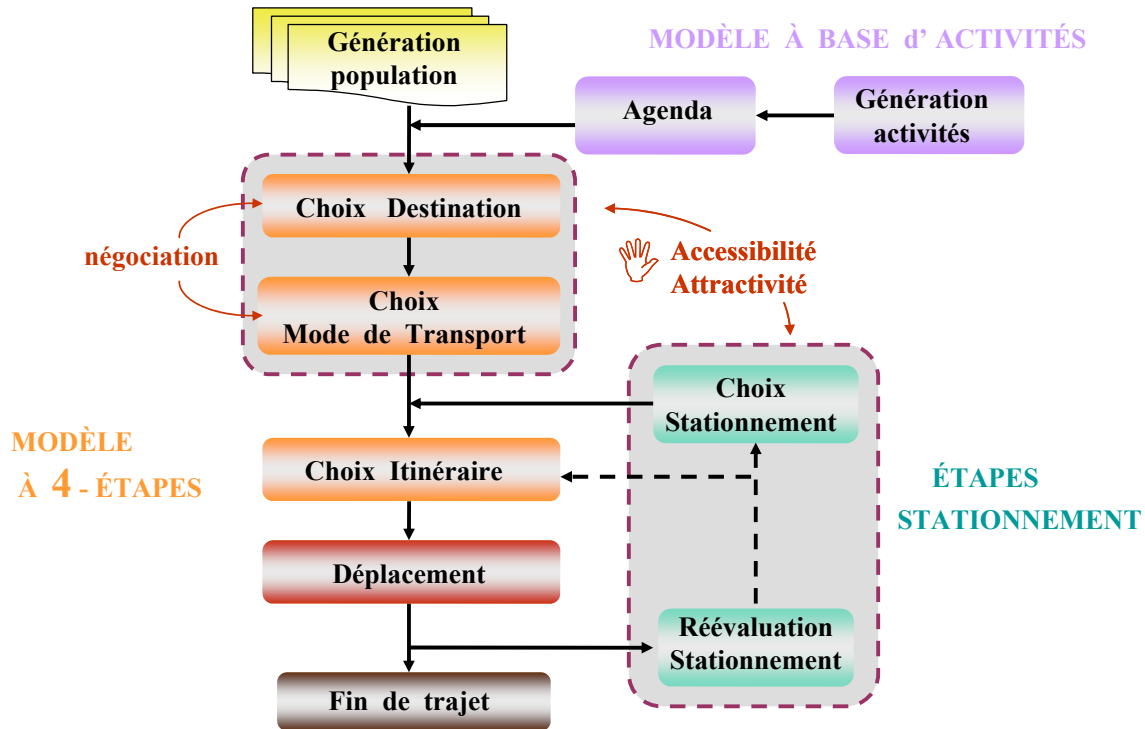 Génération
population
MODÈLE À BASE d' ACTIVITÉS
Agenda
Génération
activités
Choix Destination
négociation
Choix
Mode de Transport
Accessibilité
Attractivité
Choix
Stationnement
MODÈLE
À 4 - ÉTAPES
Choix Itinéraire
ÉTAPES
STATIONNEMENT
Déplacement
Réévaluation
Stationnement
Fin de trajet